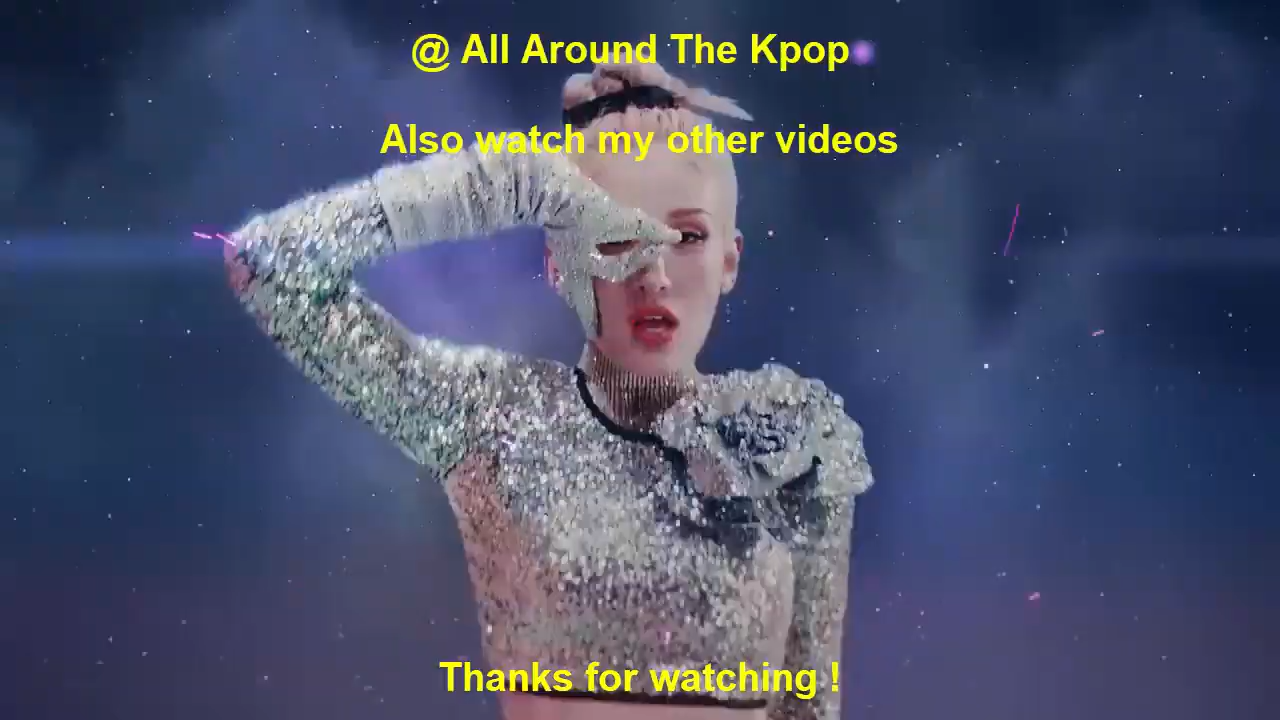 @ All Around The Kpop
Also watch my other videos
Thanks for watching !